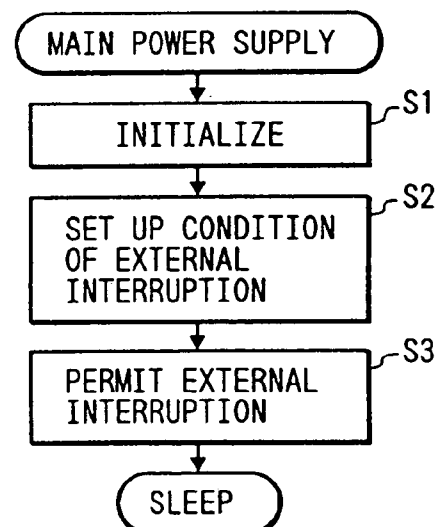 MAIN POWER SUPPLY
S1
INITIALIZE
S2
SET UP CONDITION
OF EXTERNAL
INTERRUPTION
S3
PERMIT EXTERNAL
INTERRUPTION
SLEEP